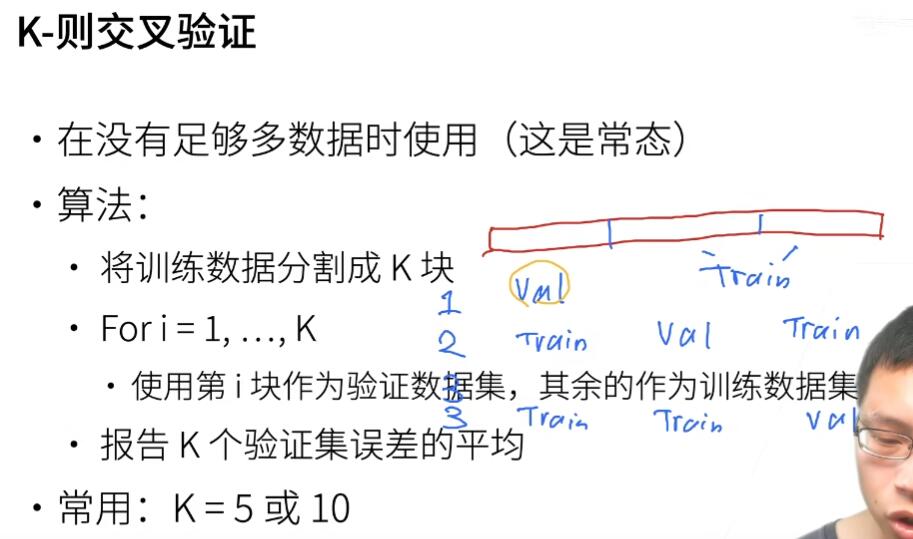 K-则交叉验证
• 在没有足够多数据时使用（这是常态）
• 算法：
• 将训练数据分割成 K 块
1 Val Train
• For i = 1, …, K
2 Train Val Train
• 使用第 i 块作为验证数据集，其余的作为训练数据集
3 Train Train Val
• 报告 K 个验证集误差的平均
• 常用：K = 5 或 10